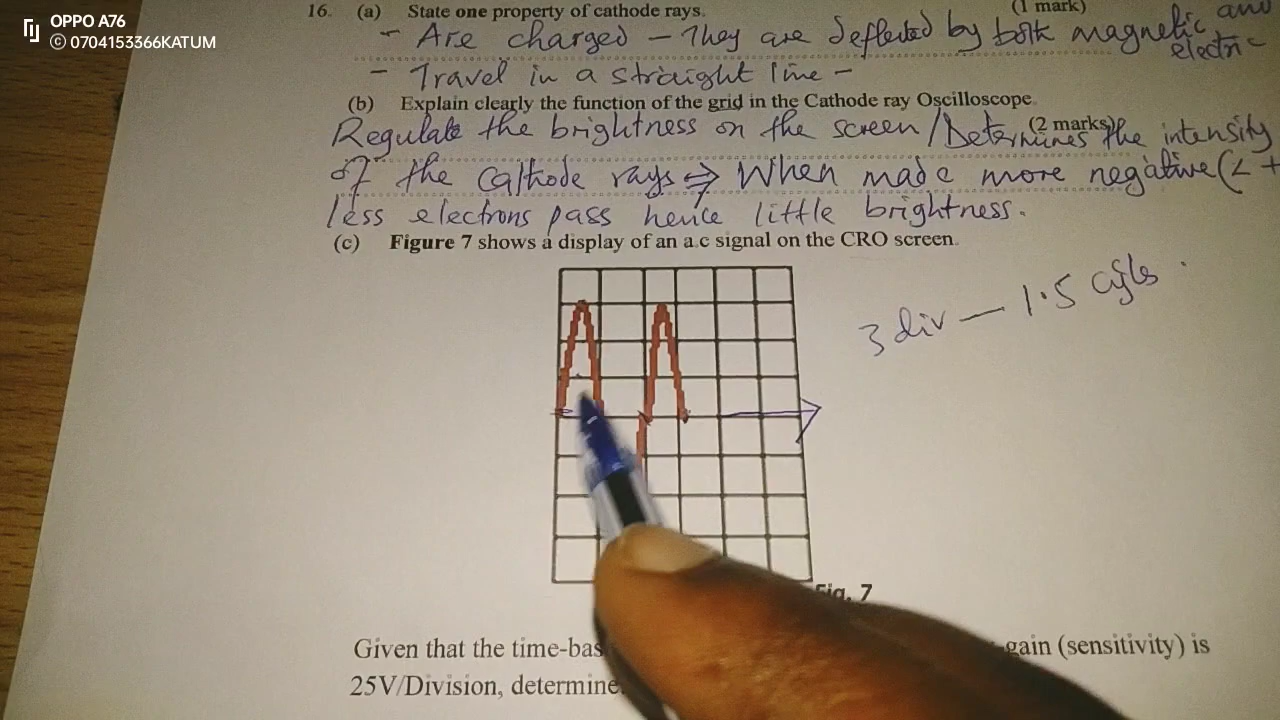 OPPO A76
© 0704153366KATUM
(1 mark)
16. (a) State one property of cathode rays.
- Are charged - They are deflected by both magnetic and electric
- Travel in a straight line -
(b) Explain clearly the function of the grid in the Cathode ray Oscilloscope.
(2 marks)
Regulate the brightness on the screen/Determines the intensity
of the cathode rays ⇒ When made more negative (
less electrons pass hence little brightness.
(c) Figure 7 shows a display of an a.c signal on the CRO screen.
3 div — 1.5 cycles.
Fig. 7
Given that the time-bas gain (sensitivity) is
25V/Division, determine